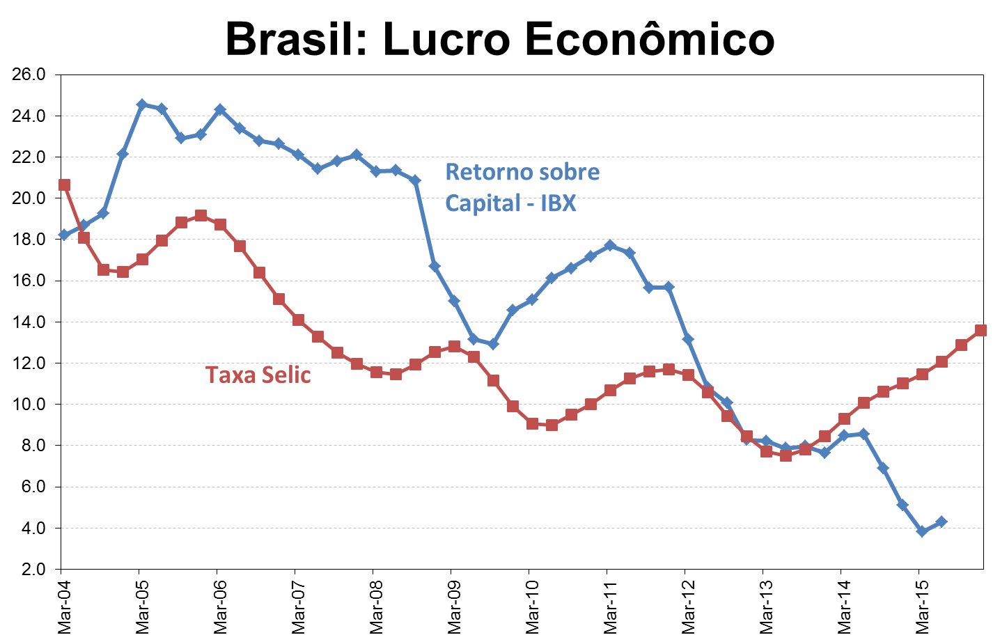 Brasil: Lucro Econômico
26.0
24.0
22.0
20.0
18.0
16.0
14.0
12.0
10.0
8.0
6.0
4.0
2.0
Retorno sobre
Capital - IBX
Taxa Selic
Mar-04
Mar-05
Mar-06
Mar-07
Mar-08
Mar-09
Mar-10
Mar-11
Mar-12
Mar-13
Mar-14
Mar-15